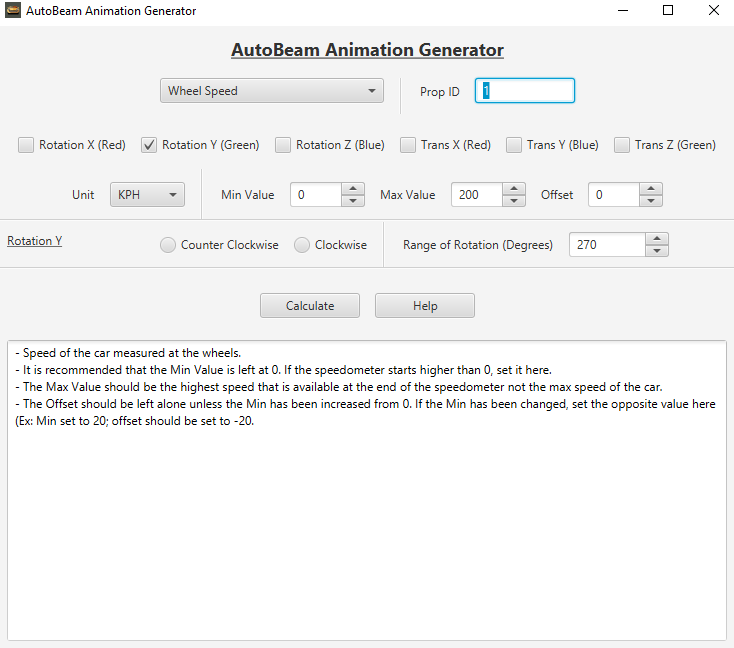 AutoBeam Animation Generator
AutoBeam Animation Generator
Wheel Speed Prop ID 1
Rotation X (Red) Rotation Y (Green) Rotation Z (Blue) Trans X (Red) Trans Y (Blue) Trans Z (Green)
Unit KPH Min Value 0 Max Value 200 Offset 0
Rotation Y Counter Clockwise Clockwise Range of Rotation (Degrees) 270
Calculate Help
- Speed of the car measured at the wheels.
- It is recommended that the Min Value is left at 0. If the speedometer starts higher than 0, set it here.
- The Max Value should be the highest speed that is available at the end of the speedometer not the max speed of the car.
- The Offset should be left alone unless the Min has been increased from 0. If the Min has been changed, set the opposite value here
(Ex: Min set to 20; offset should be set to -20.